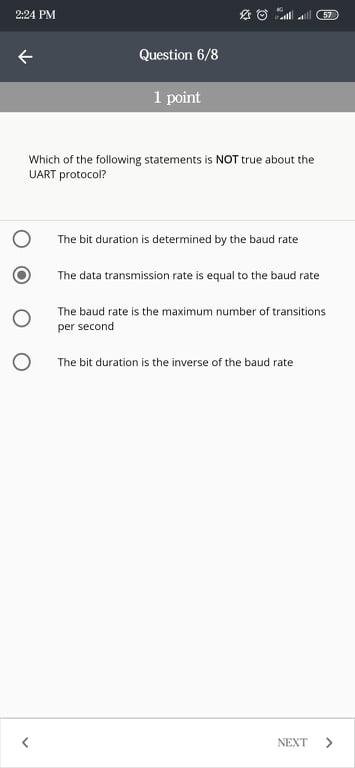 2:24 PM
4G
57
Question 6/8
1 point
Which of the following statements is NOT true about the
UART protocol?
The bit duration is determined by the baud rate
The data transmission rate is equal to the baud rate
The baud rate is the maximum number of transitions
per second
The bit duration is the inverse of the baud rate
NEXT